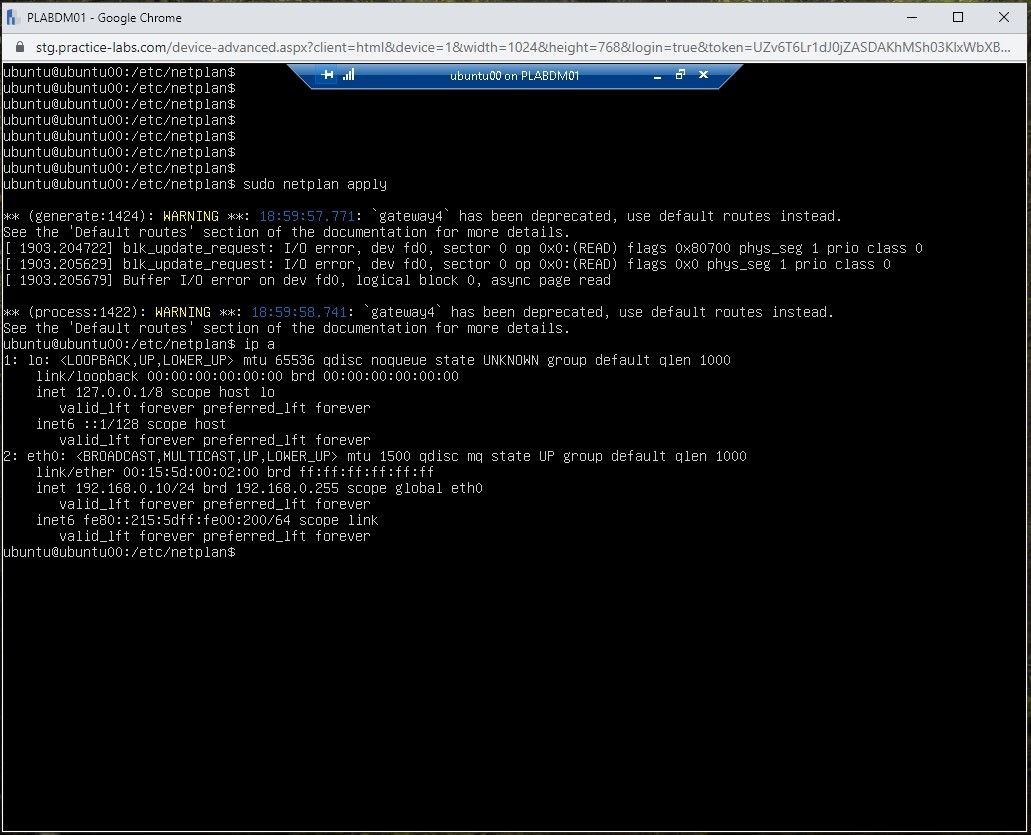 PLABDM01 - Google Chrome
stg.practice-labs.com/device-advanced.aspx?client=html&device=1&width=1024&height=768&login=true&token=UZv6T6Lr1dJ0jZASDAKhMSh03KlxWbXB...
ubuntu00 on PLABDM01
ubuntu@ubuntu00:/etc/netplan$
ubuntu@ubuntu00:/etc/netplan$
ubuntu@ubuntu00:/etc/netplan$
ubuntu@ubuntu00:/etc/netplan$
ubuntu@ubuntu00:/etc/netplan$
ubuntu@ubuntu00:/etc/netplan$
ubuntu@ubuntu00:/etc/netplan$
ubuntu@ubuntu00:/etc/netplan$ sudo netplan apply
** (generate:1424): WARNING **: 18:59:57.771: `gateway4` has been deprecated, use default routes instead.
See the 'Default routes' section of the documentation for more details.
[ 1903.204722] blk_update_request: I/O error, dev fd0, sector 0 op 0x0:(READ) flags 0x80700 phys_seg 1 prio class 0
[ 1903.205629] blk_update_request: I/O error, dev fd0, sector 0 op 0x0:(READ) flags 0x0 phys_seg 1 prio class 0
[ 1903.205679] Buffer I/O error on dev fd0, logical block 0, async page read
** (process:1422): WARNING **: 18:59:58.741: `gateway4` has been deprecated, use default routes instead.
See the 'Default routes' section of the documentation for more details.
ubuntu@ubuntu00:/etc/netplan$ ip a
1: lo: <LOOPBACK,UP,LOWER_UP> mtu 65536 qdisc noqueue state UNKNOWN group default qlen 1000
    link/loopback 00:00:00:00:00:00 brd 00:00:00:00:00:00
    inet 127.0.0.1/8 scope host lo
       valid_lft forever preferred_lft forever
    inet6 ::1/128 scope host
       valid_lft forever preferred_lft forever
2: eth0: <BROADCAST,MULTICAST,UP,LOWER_UP> mtu 1500 qdisc mq state UP group default qlen 1000
    link/ether 00:15:5d:00:02:00 brd ff:ff:ff:ff:ff:ff
    inet 192.168.0.10/24 brd 192.168.0.255 scope global eth0
       valid_lft forever preferred_lft forever
    inet6 fe80::215:5dff:fe00:200/64 scope link
       valid_lft forever preferred_lft forever
ubuntu@ubuntu00:/etc/netplan$